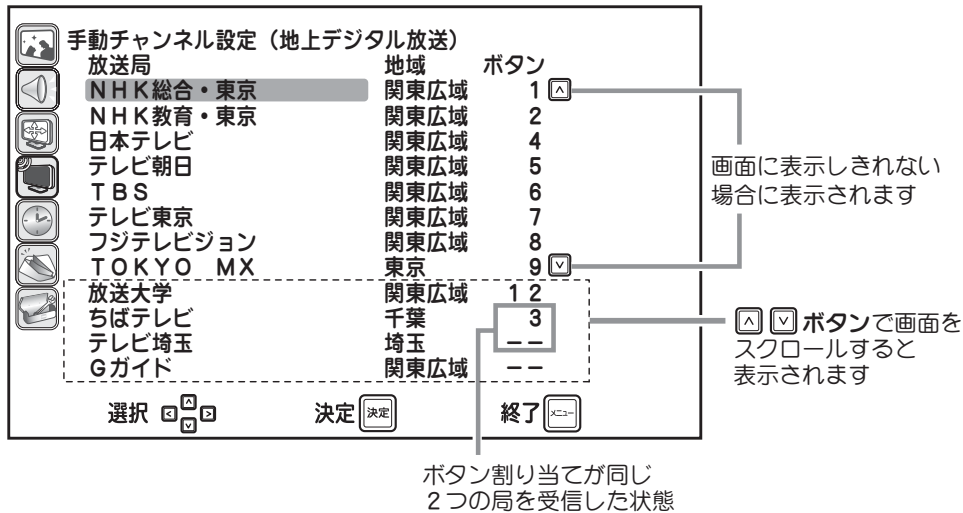 手動チャンネル設定（地上デジタル放送）
放送局 地域 ボタン
ＮＨＫ総合・東京 関東広域 1
ＮＨＫ教育・東京 関東広域 2
日本テレビ 関東広域 4
テレビ朝日 関東広域 5
ＴＢＳ 関東広域 6
テレビ東京 関東広域 7
フジテレビジョン 関東広域 8
ＴＯＫＹＯ　ＭＸ 東京 9
放送大学 関東広域 1 2
ちばテレビ 千葉 3
テレビ埼玉 埼玉 −−
Ｇガイド 関東広域 −−
選択 決定 決定 終了 メニュー
画面に表示しきれない
場合に表示されます
ボタンで画面を
スクロールすると
表示されます
ボタン割り当てが同じ
２つの局を受信した状態